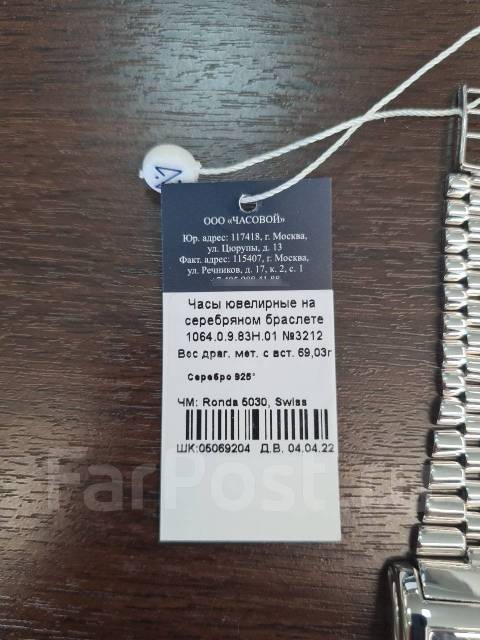 ООО «ЧАСОВОЙ»
Юр. адрес: 117418, г. Москва,
ул. Цюрупы, д. 13
Факт. адрес: 115407, г. Москва,
ул. Речников, д. 17, к. 2, с. 1
Часы ювелирные на
серебряном браслете
1064.0.9.83Н.01 №3212
Вес драг. мет. с вст. 69,03г
Серебро 925°
ЧМ: Ronda 5030, Swiss
ШК:05069204 Д.В. 04.04.22
FarPost.ru